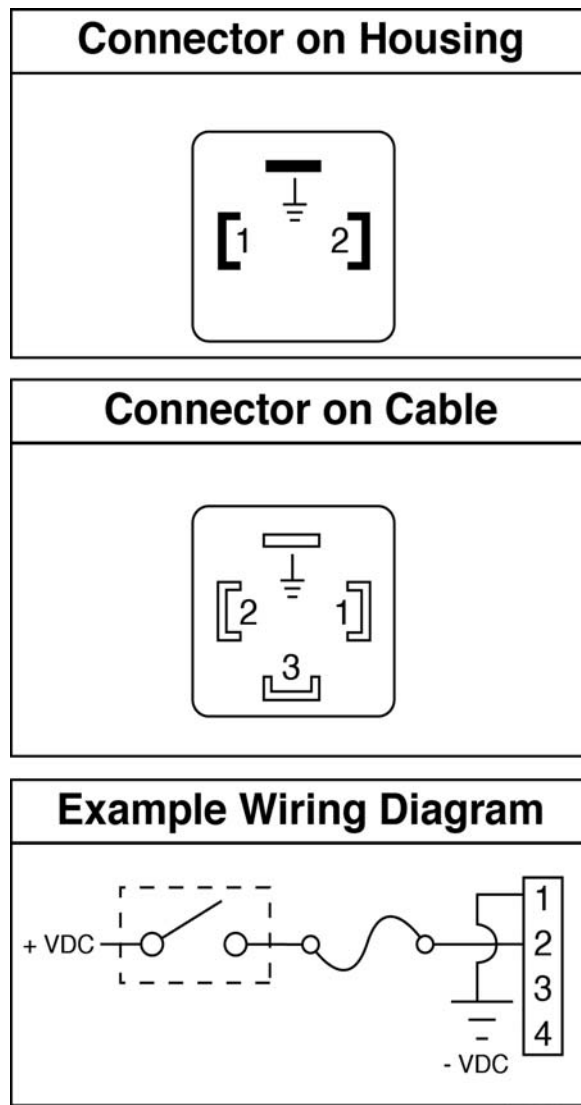 Connector on Housing
1 2
Connector on Cable
2 1
3
Example Wiring Diagram
1
+ VDC 2
3
4
- VDC